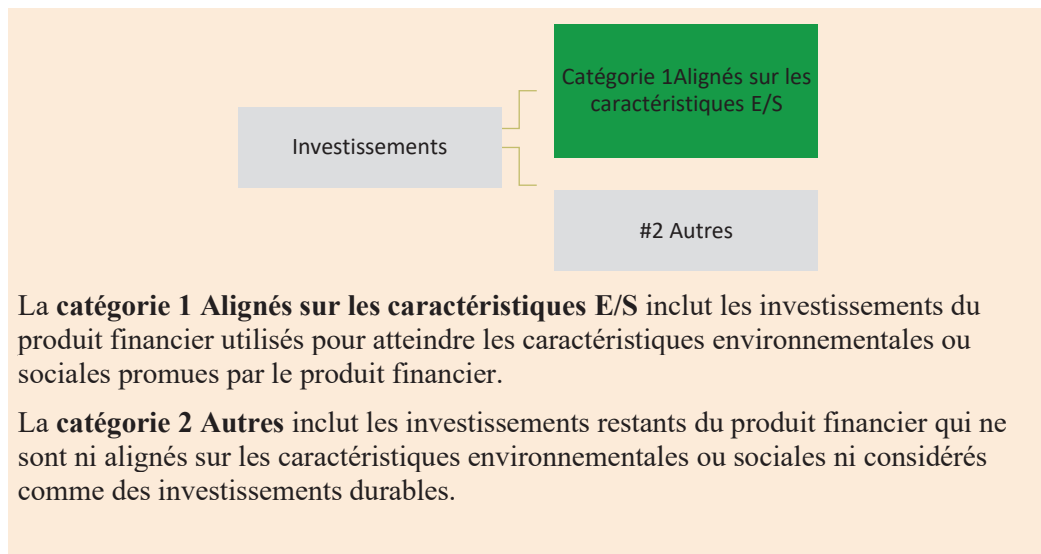 Catégorie 1Alignés sur les
caractéristiques E/S
Investissements
#2 Autres
La catégorie 1 Alignés sur les caractéristiques E/S inclut les investissements du
produit financier utilisés pour atteindre les caractéristiques environnementales ou
sociales promues par le produit financier.
La catégorie 2 Autres inclut les investissements restants du produit financier qui ne
sont ni alignés sur les caractéristiques environnementales ou sociales ni considérés
comme des investissements durables.